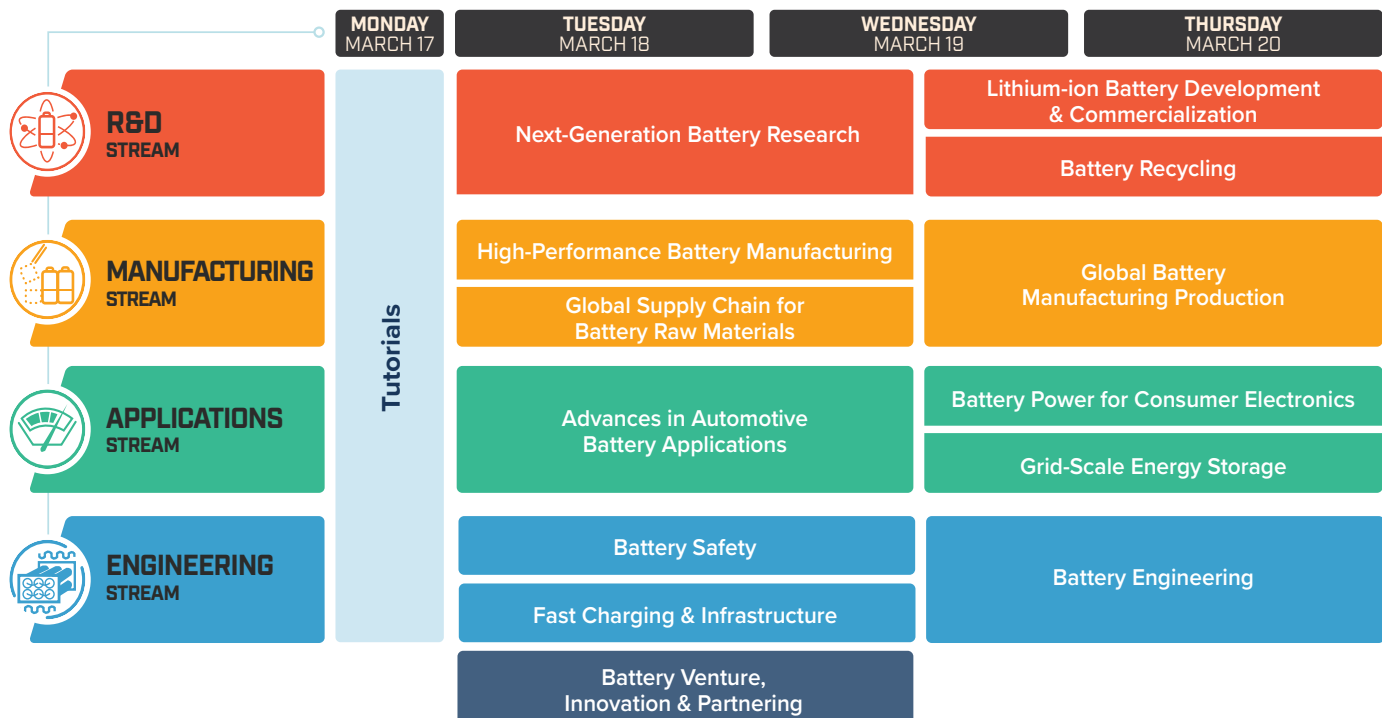 MONDAY
MARCH 17
TUESDAY
MARCH 18
WEDNESDAY
MARCH 19
THURSDAY
MARCH 20
R&D
STREAM
Next-Generation Battery Research
Lithium-ion Battery Development
& Commercialization
Battery Recycling
MANUFACTURING
STREAM
High-Performance Battery Manufacturing
Global Supply Chain for
Battery Raw Materials
Global Battery
Manufacturing Production
Tutorials
APPLICATIONS
STREAM
Advances in Automotive
Battery Applications
Battery Power for Consumer Electronics
Grid-Scale Energy Storage
ENGINEERING
STREAM
Battery Safety
Fast Charging & Infrastructure
Battery Engineering
Battery Venture,
Innovation & Partnering